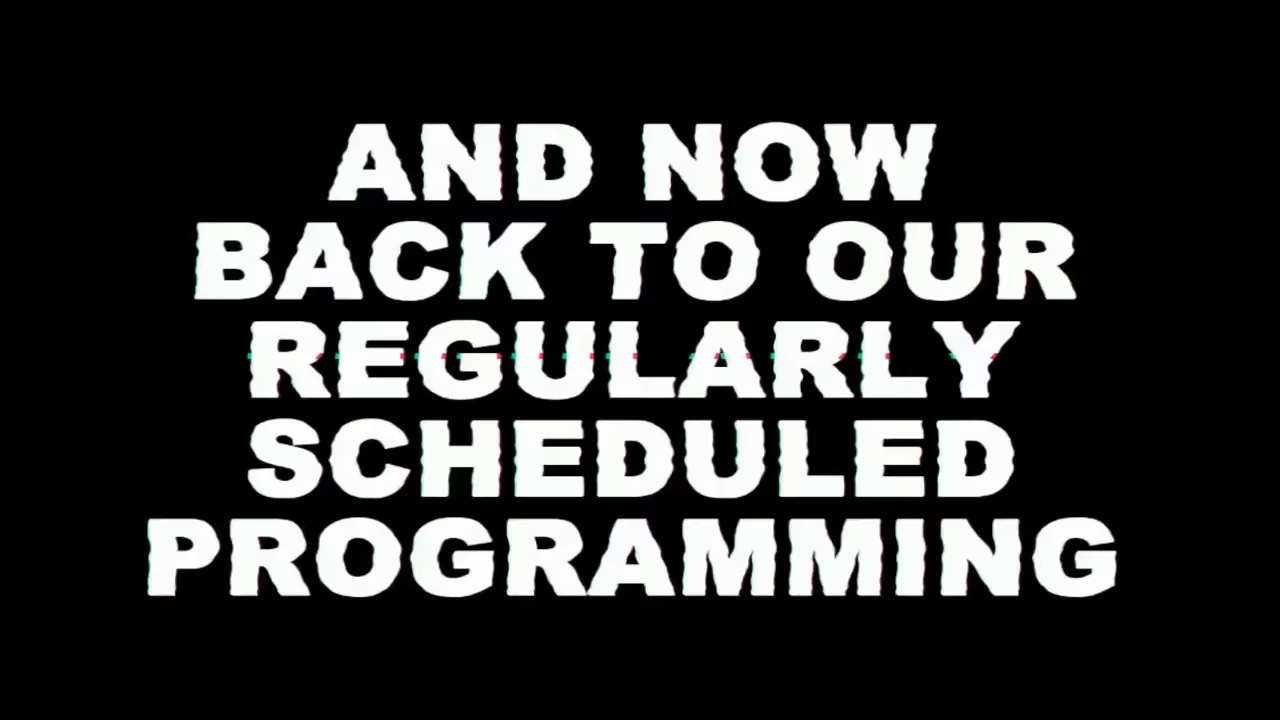 AND NOW
BACK TO OUR
REGULARLY
SCHEDULED
PROGRAMMING